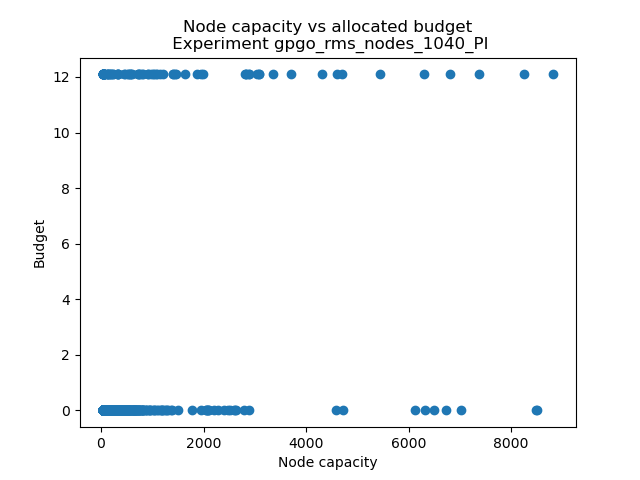 Node capacity vs allocated budget
Experiment gpgo_rms_nodes_1040_PI
12
10
8
6
4
2
0
Budget
0 2000 4000 6000 8000
Node capacity